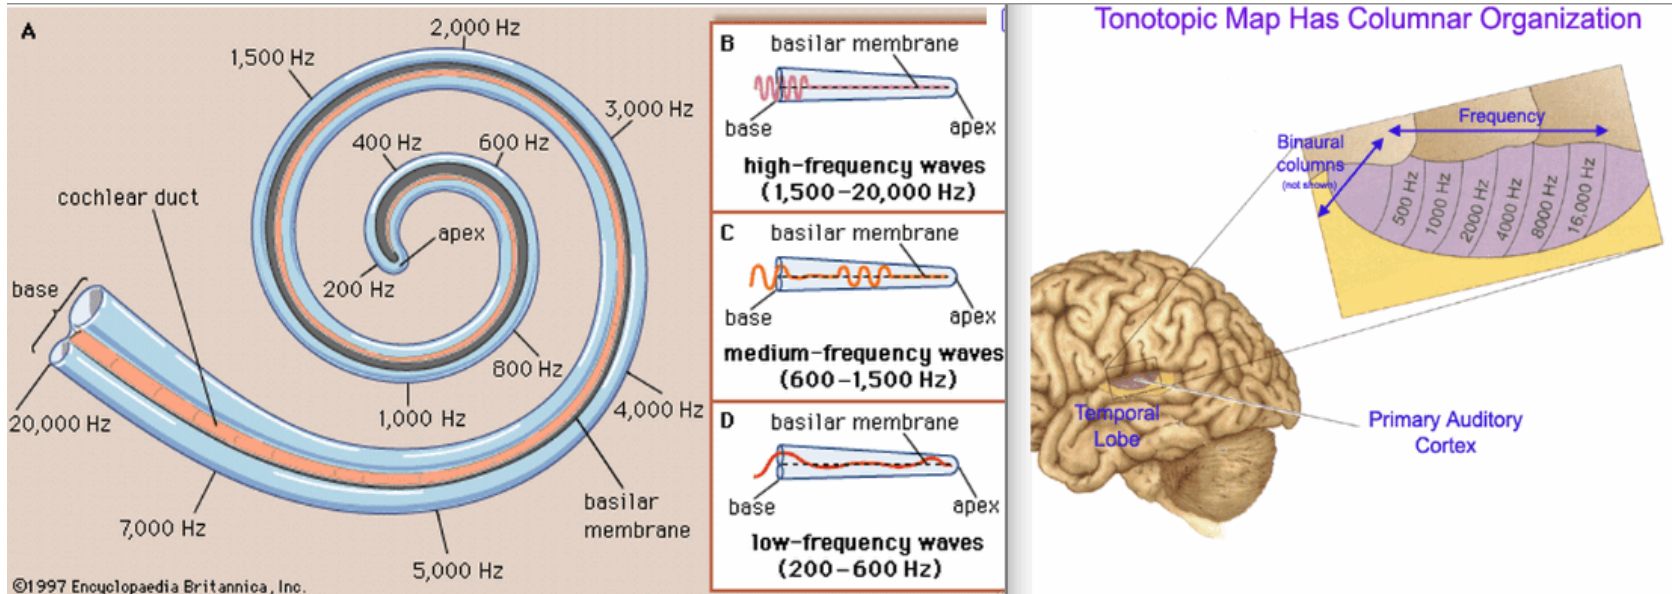 A
2,000 Hz
1,500 Hz
3,000 Hz
400 Hz
600 Hz
cochlear duct
apex
200 Hz
base
800 Hz
1,000 Hz
4,000 Hz
20,000 Hz
basilar
membrane
7,000 Hz
5,000 Hz
©1997 Encyclopaedia Britannica, Inc.
B
basilar membrane
base
apex
high-frequency waves
(1,500-20,000 Hz)
C
basilar membrane
base
apex
medium-frequency waves
(600-1,500 Hz)
D
basilar membrane
base
apex
low-frequency waves
(200-600 Hz)
Tonotopic Map Has Columnar Organization
Frequency
Binaural
columns
(not shown)
500 Hz
1000 Hz
2000 Hz
4000 Hz
8000 Hz
16,000 Hz
Temporal
Lobe
Primary Auditory
Cortex